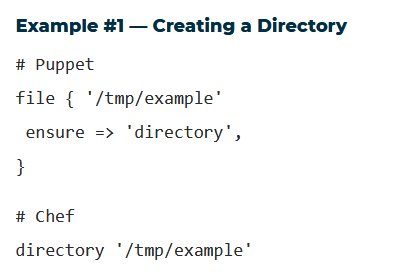 Example #1 — Creating a Directory
# Puppet
file { '/tmp/example'
ensure => 'directory',
}
# Chef
directory '/tmp/example'